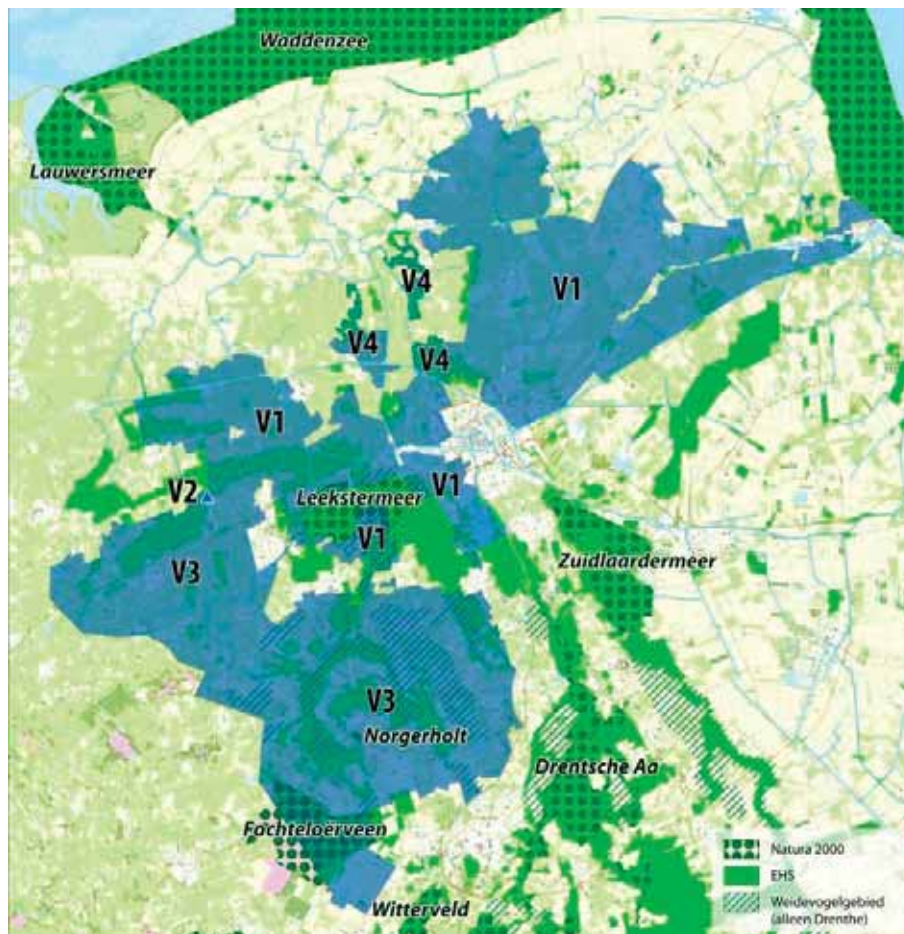 Waddenzee
Lauwersmeer
V4
V1
V4
V4
V1
V2
V1
Leekstermeer
V1
V3
Zuidlaardermeer
V3
Norgerholt
Drentsche Aa
Fochteloërveen
Witterveld
Natura 2000
EHS
Weidevogelgebied
(alleen Drenthe)